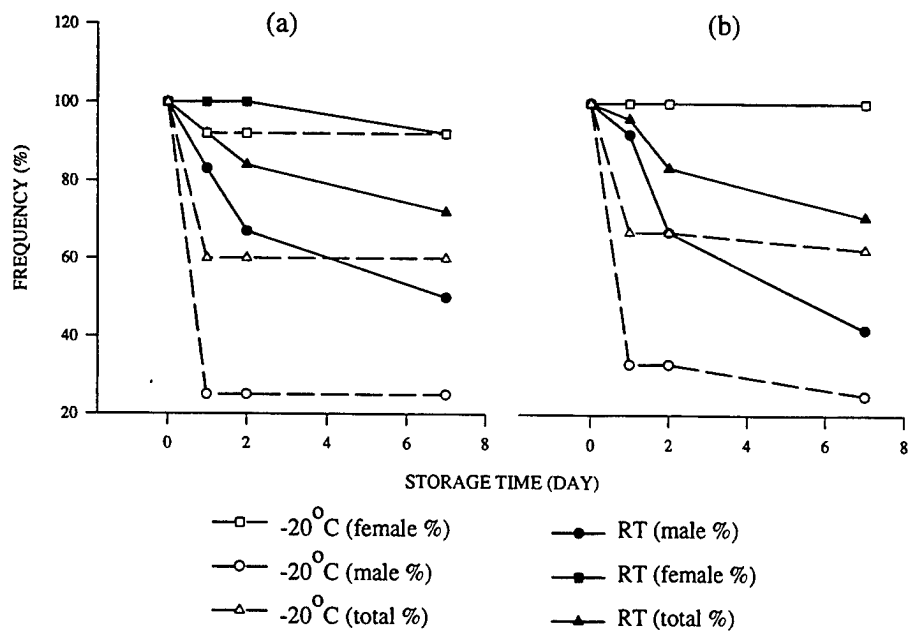 (a)
(b)
120
100
80
60
40
20
FREQUENCY (%)
0 2 4 6 8
0 2 4 6 8
STORAGE TIME (DAY)
-20°C (female %)
-20°C (male %)
-20°C (total %)
RT (male %)
RT (female %)
RT (total %)